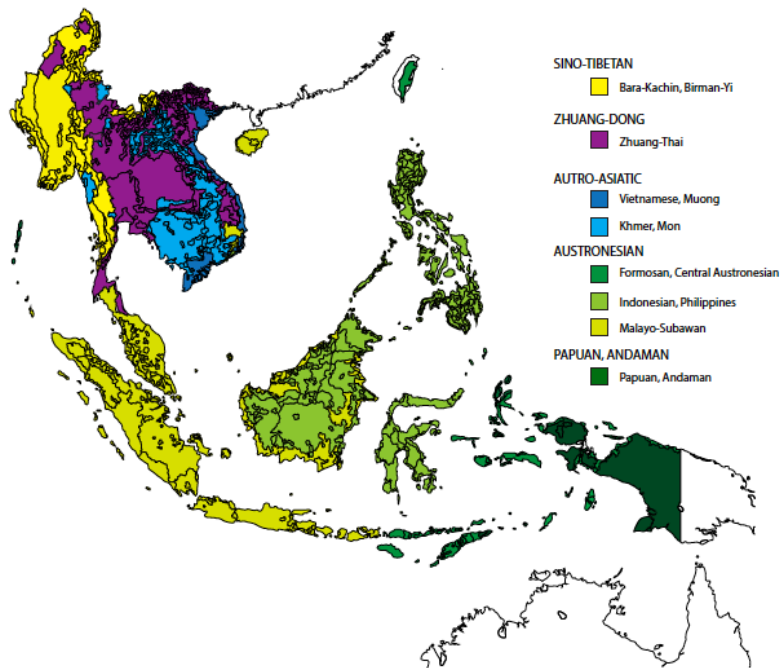 SINO-TIBETAN
Bara-Kachin, Birman-Yi
ZHUANG-DONG
Zhuang-Thai
AUTRO-ASIATIC
Vietnamese, Muong
Khmer, Mon
AUSTRONESIAN
Formosan, Central Austronesian
Indonesian, Philippines
Malayo-Subawan
PAPUAN, ANDAMAN
Papuan, Andaman